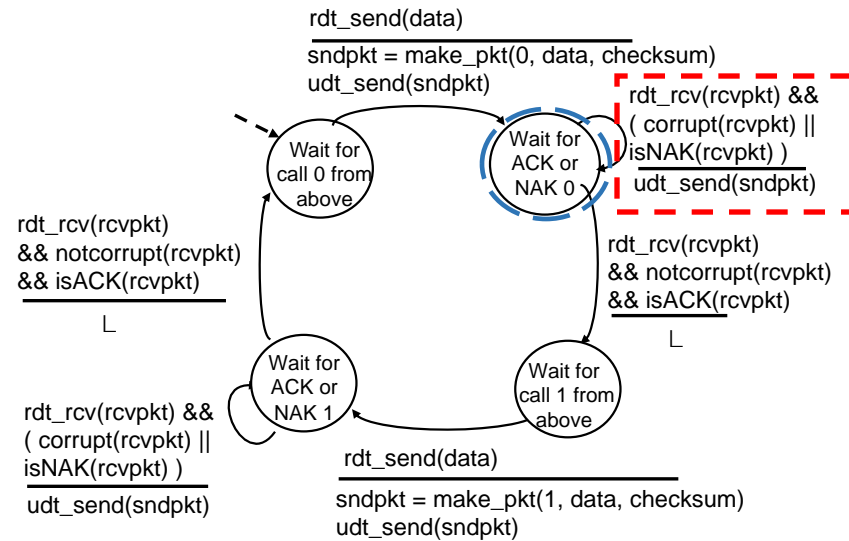 rdt_send(data)
sndpkt = make_pkt(0, data, checksum)
udt_send(sndpkt)
Wait for
call 0 from
above
Wait for
ACK or
NAK 0
rdt_rcv(rcvpkt) &&
( corrupt(rcvpkt) ||
isNAK(rcvpkt) )
udt_send(sndpkt)
rdt_rcv(rcvpkt)
&& notcorrupt(rcvpkt)
&& isACK(rcvpkt)
L
rdt_rcv(rcvpkt)
&& notcorrupt(rcvpkt)
&& isACK(rcvpkt)
L
Wait for
ACK or
NAK 1
Wait for
call 1 from
above
rdt_rcv(rcvpkt) &&
( corrupt(rcvpkt) ||
isNAK(rcvpkt) )
udt_send(sndpkt)
rdt_send(data)
sndpkt = make_pkt(1, data, checksum)
udt_send(sndpkt)